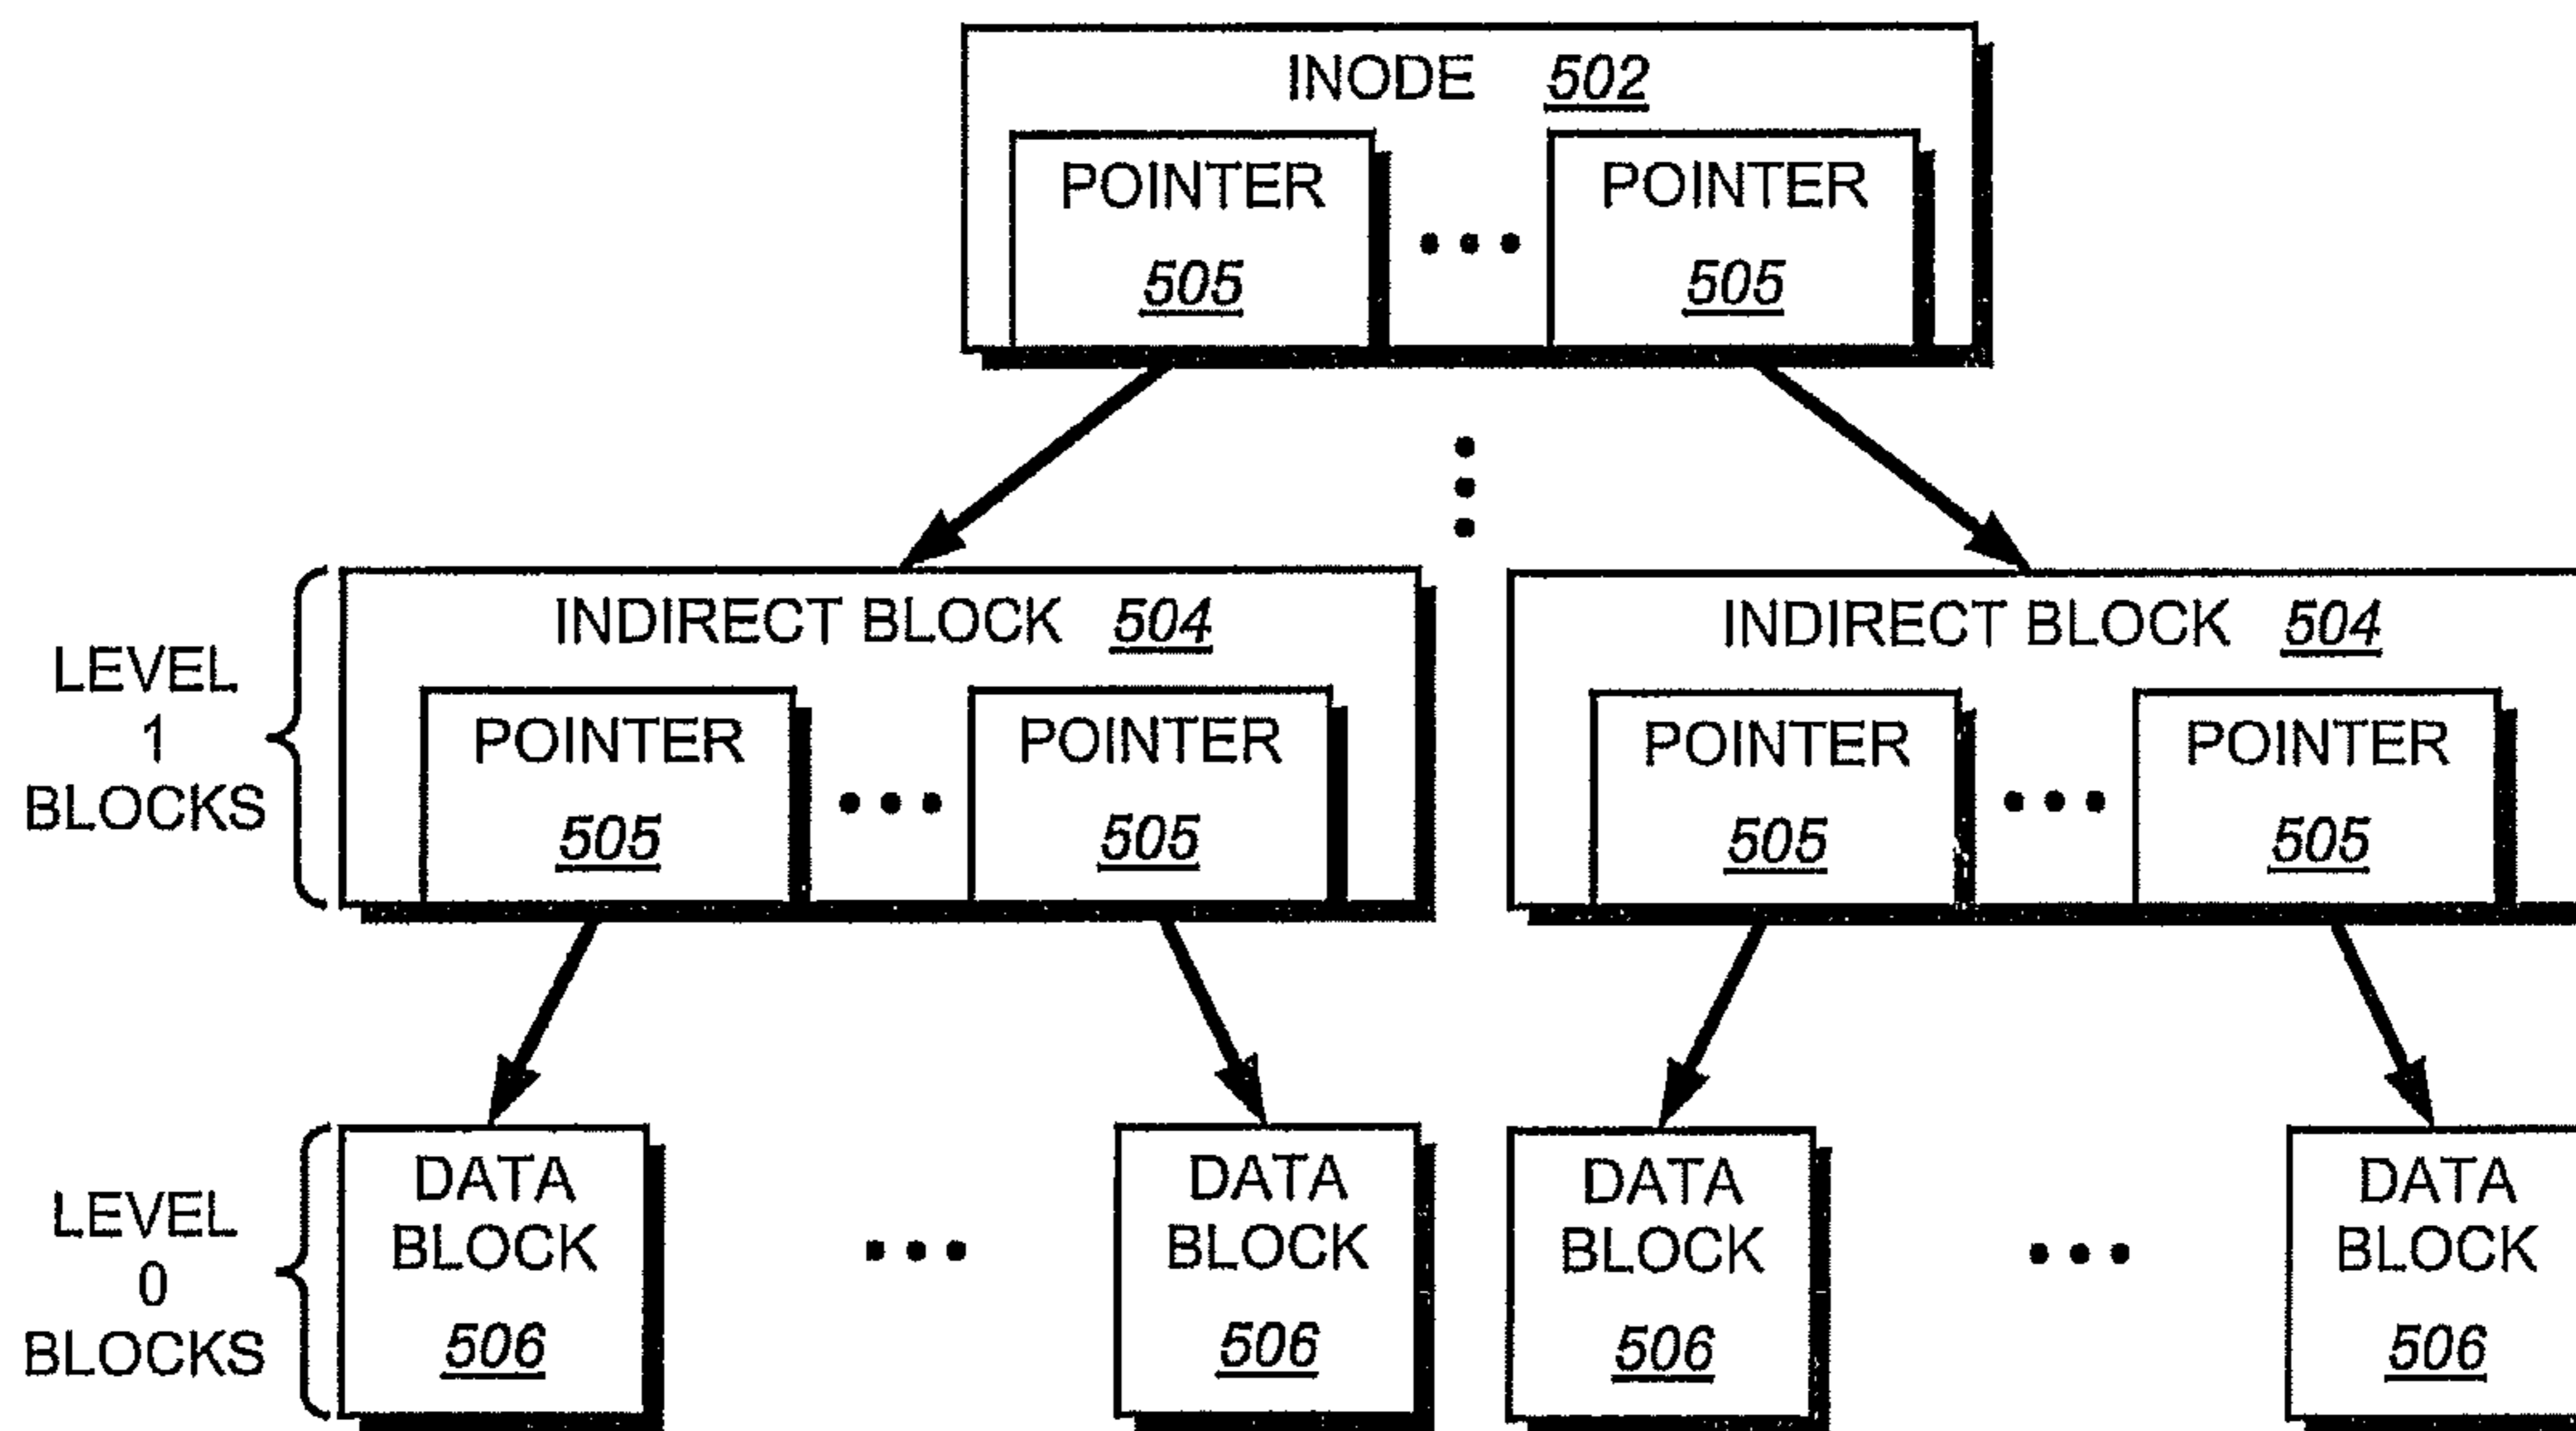 INODE 502
POINTER POINTER
505 505
INDIRECT BLOCK 504 INDIRECT BLOCK 504
LEVEL
1
BLOCKS
POINTER POINTER POINTER POINTER
505 505 505 505
LEVEL
0
BLOCKS
DATA DATA DATA DATA
BLOCK BLOCK BLOCK BLOCK
506 506 506 506